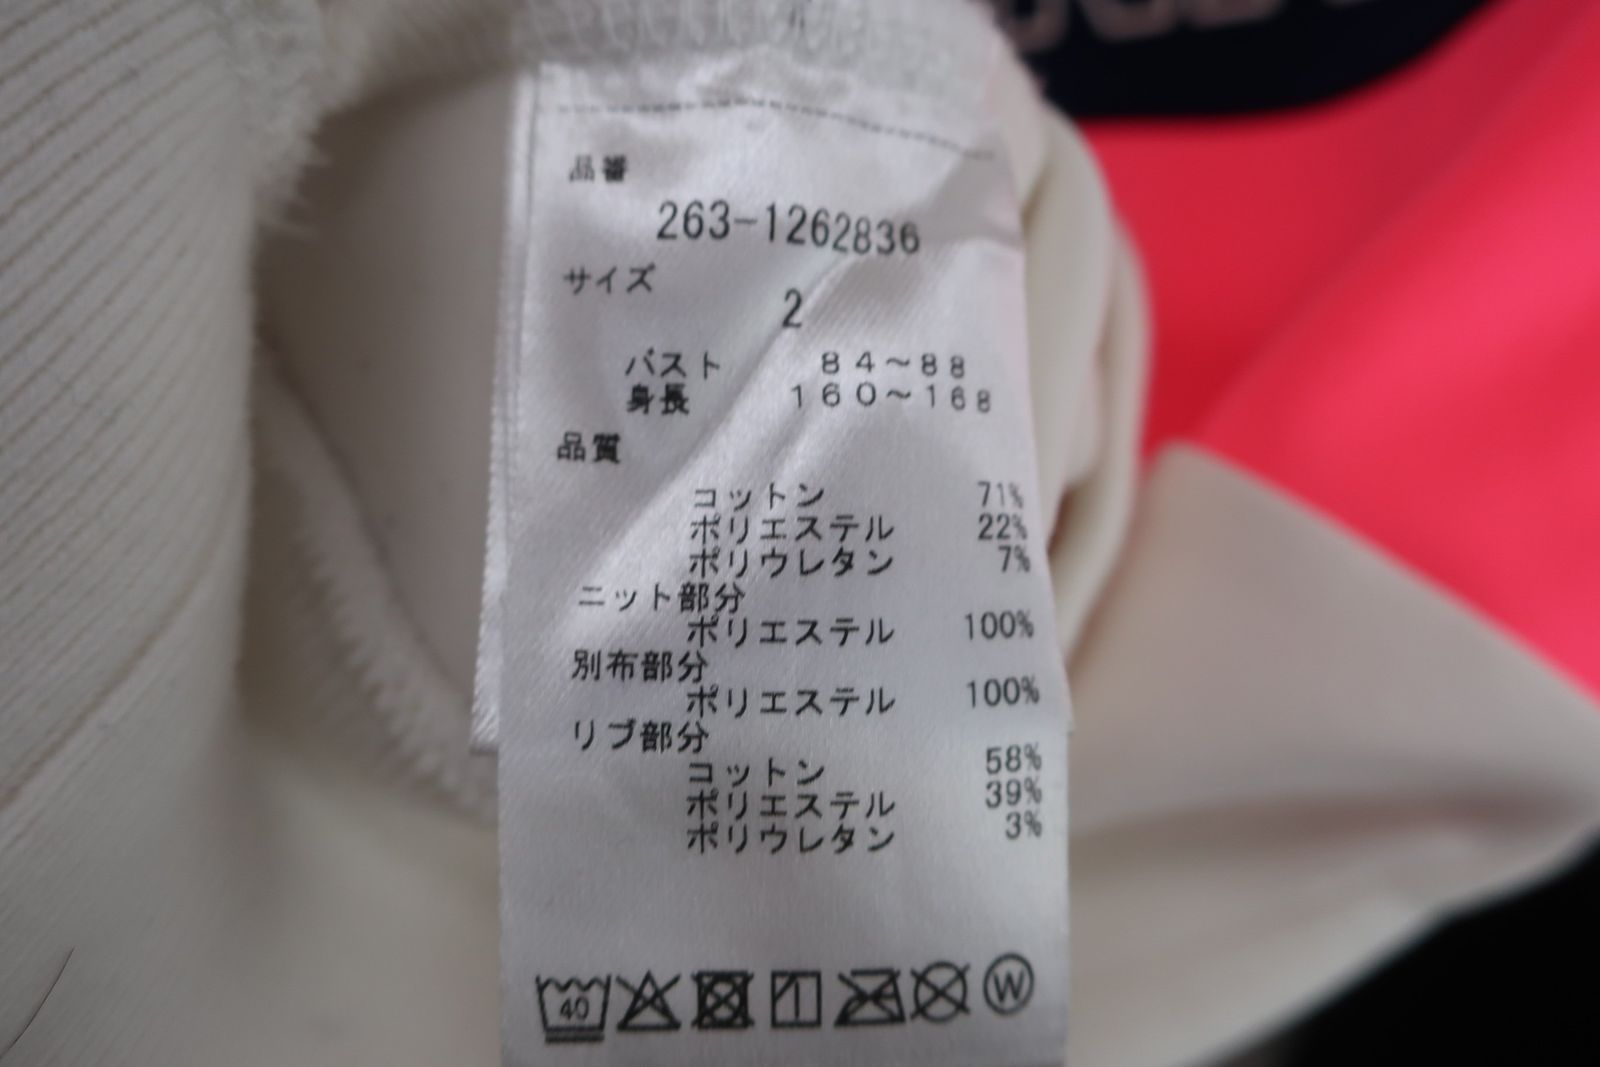 品番
263-1262836
サイズ
2
バスト 84～88
身長 160～168
品質
コットン 71%
ポリエステル 22%
ポリウレタン 7%
ニット部分
ポリエステル 100%
別布部分
ポリエステル 100%
リブ部分
コットン 58%
ポリエステル 39%
ポリウレタン 3%
40 W